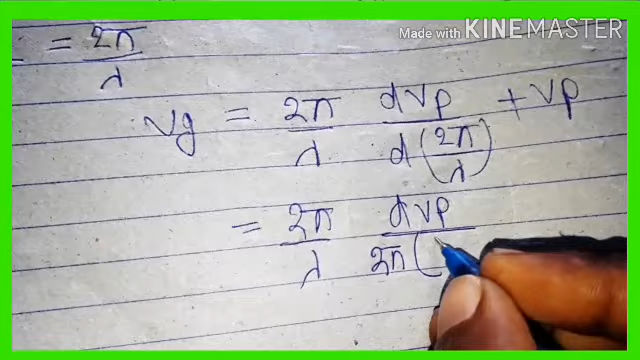 Made with KINEMASTER
= 2π/λ
Vg = 2π/λ dVp/d(2π/λ) + Vp
= 2π/λ dVp/2π(